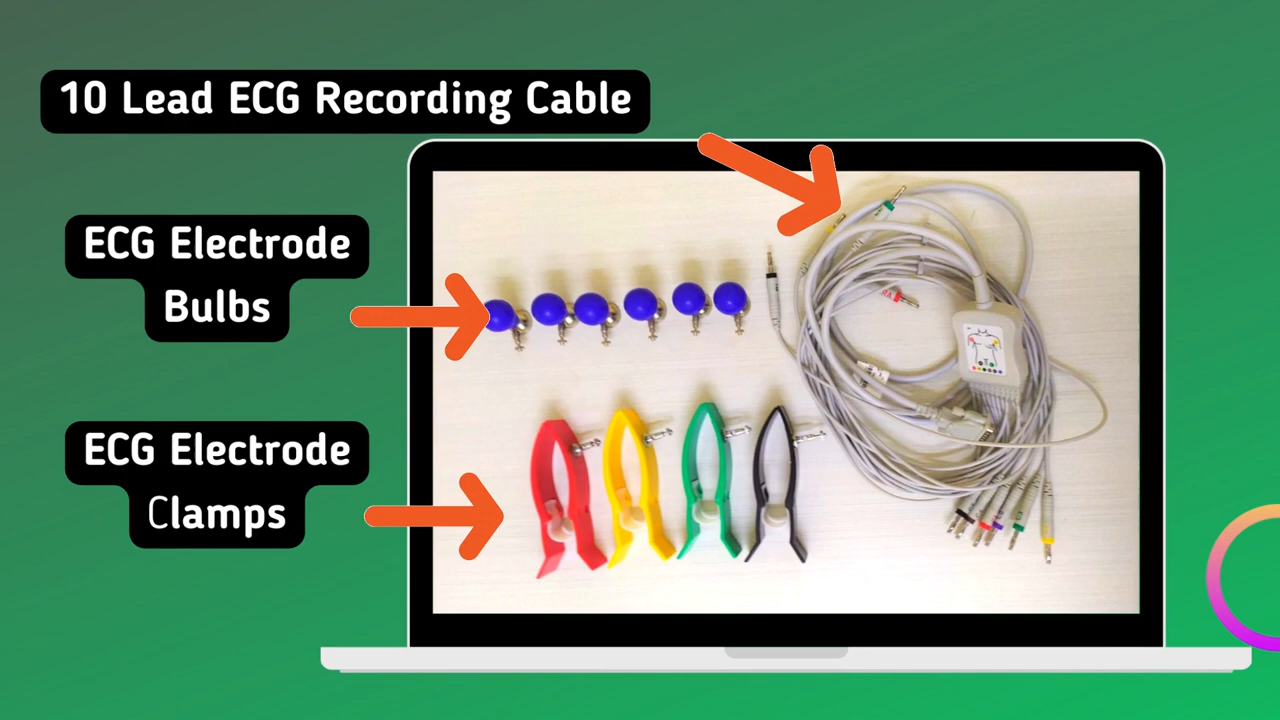 10 Lead ECG Recording Cable
ECG Electrode
Bulbs
ECG Electrode
Clamps